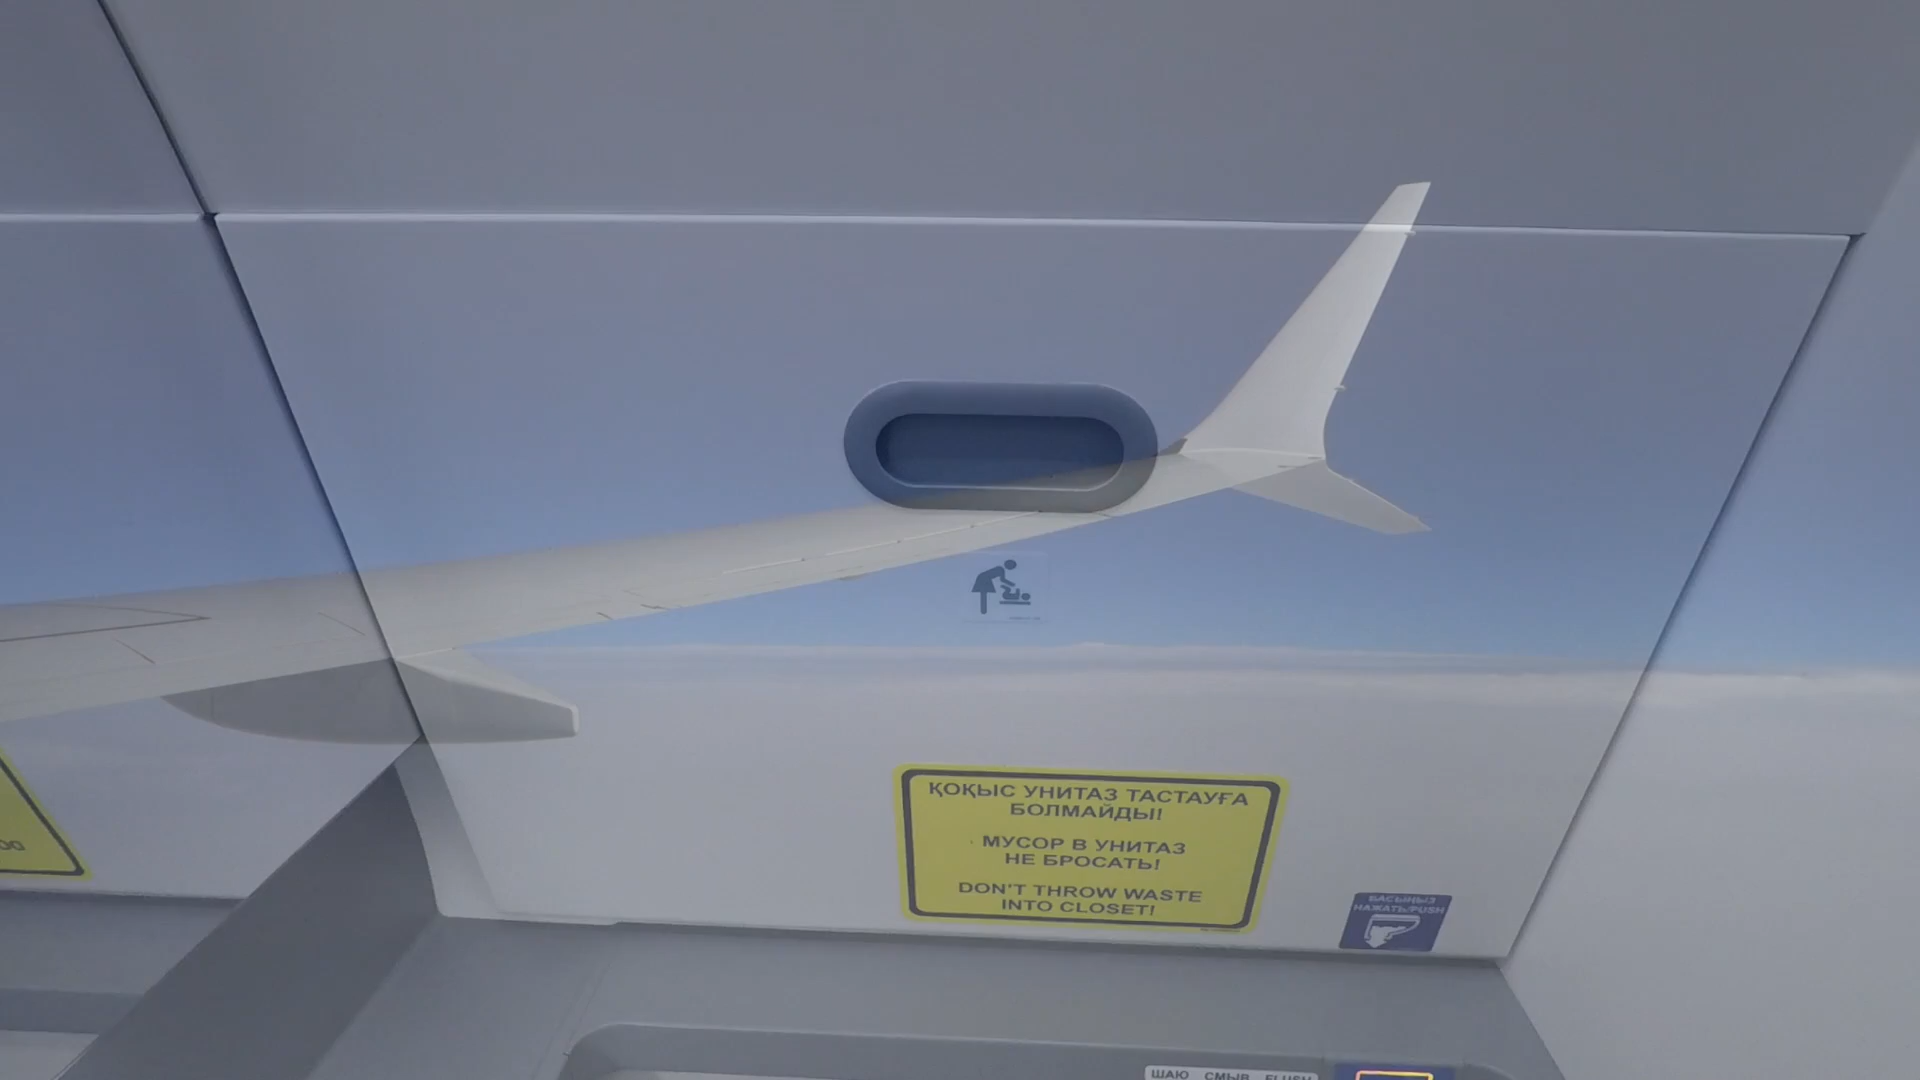 ҚОҚЫС УНИТАЗ ТАСТАУҒА
БОЛМАЙДЫ!
МУСОР В УНИТАЗ
НЕ БРОСАТЬ!
DON'T THROW WASTE
INTO CLOSET!
БАСЫҢЫЗ
НАЖАТЬ/PUSH
ШАЮ СМЫВ FLUSH